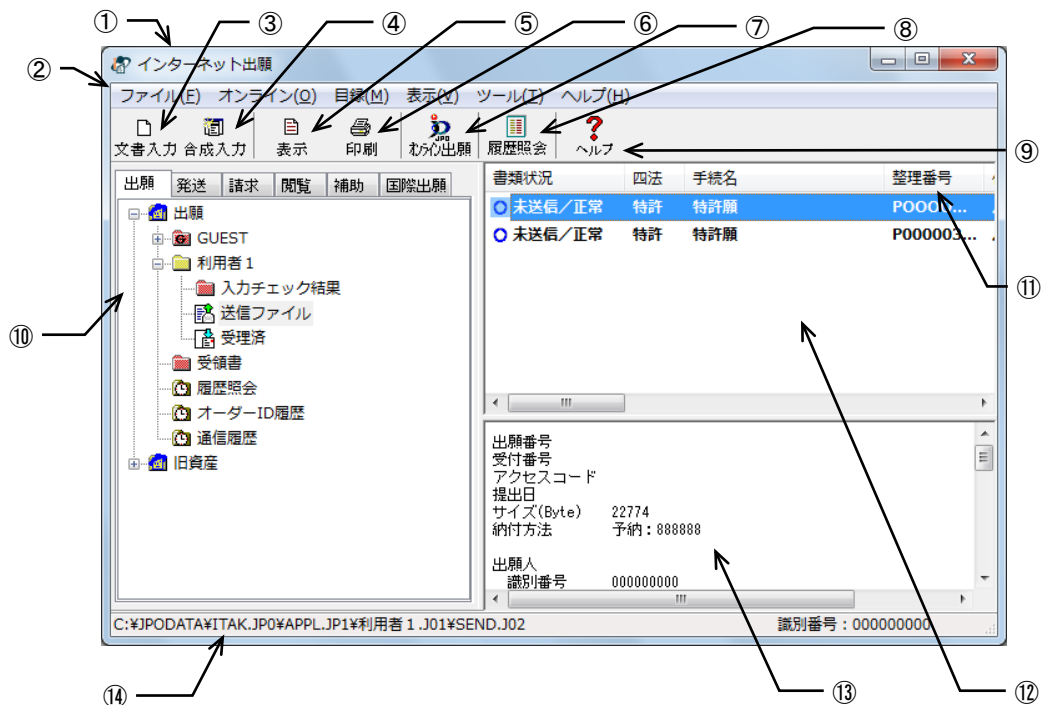 ① ③ ④ ⑤ ⑥ ⑦ ⑧
インターネット出願
②
ファイル(F) オンライン(O) 目録(M) 表示(V) ツール(T) ヘルプ(H)
文書入力 合成入力 表示 印刷 オンライン出願 履歴照会 ヘルプ
⑨
出願 発送 請求 閲覧 補助 国際出願
書類状況 四法 手続名 整理番号
未送信/正常 特許 特許願 P0000...
未送信/正常 特許 特許願 P000003...
⑪
出願
GUEST
利用者1
入力チェック結果
送信ファイル
受理済
受領書
履歴照会
オーダーID履歴
通信履歴
旧資産
⑩
出願番号
受付番号
アクセスコード
提出日
サイズ(Byte) 22774
納付方法 予納:888888
出願人
識別番号 000000000
C:¥JPODATA¥ITAK.JP0¥APPL.JP1¥利用者1.J01¥SEND.J02 識別番号:000000000
⑭ ⑬ ⑫